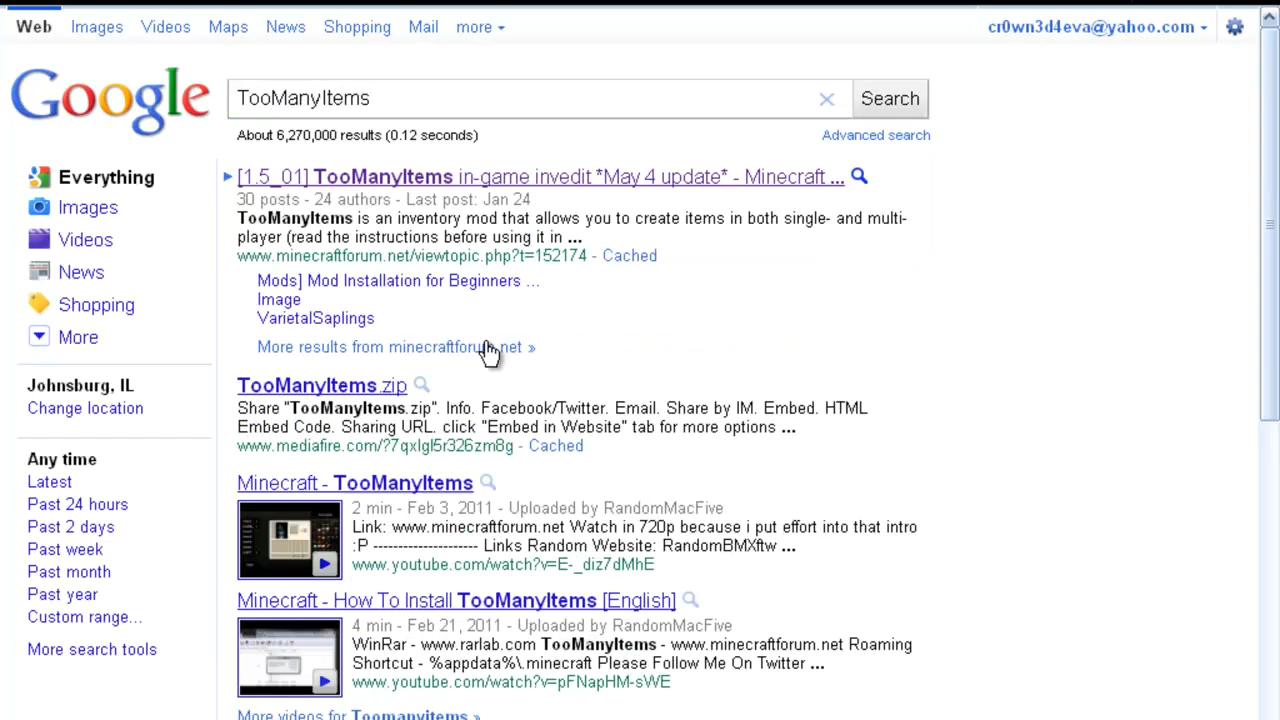 Web Images Videos Maps News Shopping Mail more
cr0wn3d4eva@yahoo.com
Google
TooManyItems
Search
About 6,270,000 results (0.12 seconds)
Advanced search
Everything
Images
Videos
News
Shopping
More
Johnsburg, IL
Change location
Any time
Latest
Past 24 hours
Past 2 days
Past week
Past month
Past year
Custom range...
More search tools
[1.5_01] TooManyItems in-game invedit *May 4 update* - Minecraft ...
30 posts - 24 authors - Last post: Jan 24
TooManyItems is an inventory mod that allows you to create items in both single- and multi-
player (read the instructions before using it in ...
www.minecraftforum.net/viewtopic.php?t=152174 - Cached
Mods] Mod Installation for Beginners ...
Image
VarietalSaplings
More results from minecraftforum.net »
TooManyItems.zip
Share "TooManyItems.zip". Info. Facebook/Twitter. Email. Share by IM. Embed. HTML
Embed Code. Sharing URL. click "Embed in Website" tab for more options ...
www.mediafire.com/?7qxlgl5r326zm8g - Cached
Minecraft - TooManyItems
2 min - Feb 3, 2011 - Uploaded by RandomMacFive
Link: www.minecraftforum.net Watch in 720p because i put effort into that intro
:P --------------------- Links Random Website: RandomBMXftw ...
www.youtube.com/watch?v=E-_diz7dMhE
Minecraft - How To Install TooManyItems [English]
4 min - Feb 21, 2011 - Uploaded by RandomMacFive
WinRar - www.rarlab.com TooManyItems - www.minecraftforum.net Roaming
Shortcut - %appdata%\.minecraft Please Follow Me On Twitter ...
www.youtube.com/watch?v=pFNapHM-sWE
More videos for Toomanyitems »